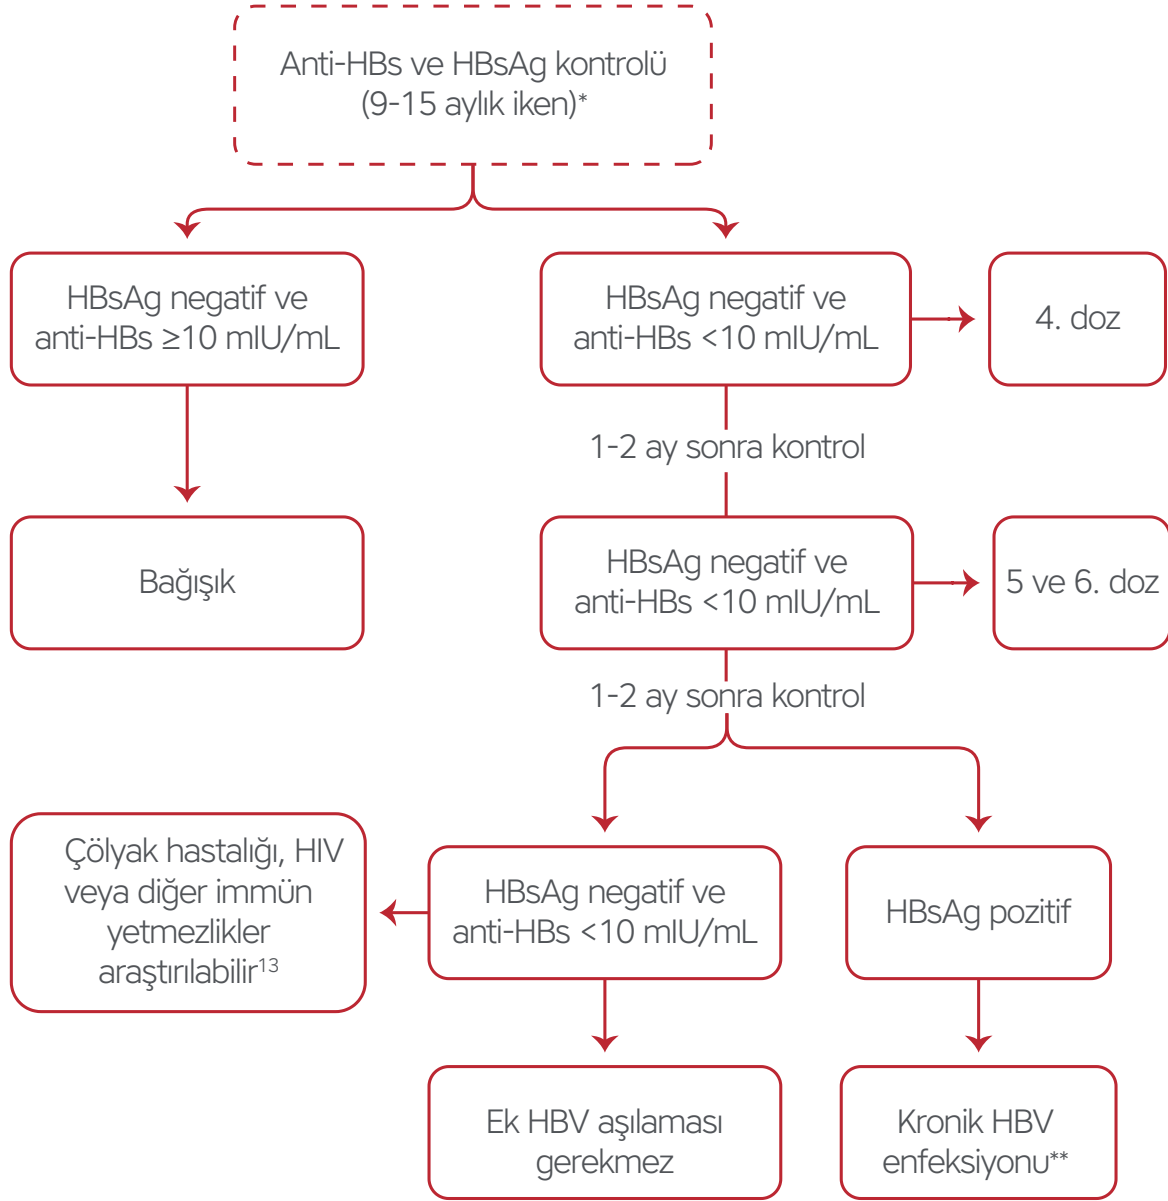 Anti-HBs ve HBsAg kontrolü
(9-15 aylık iken)*
HBsAg negatif ve
anti-HBs ≥10 mIU/mL
HBsAg negatif ve
anti-HBs <10 mIU/mL
4. doz
1-2 ay sonra kontrol
Bağışık
HBsAg negatif ve
anti-HBs <10 mIU/mL
5 ve 6. doz
1-2 ay sonra kontrol
Çölyak hastalığı, HIV
veya diğer immün
yetmezlikler
araştırılabilir¹³
HBsAg negatif ve
anti-HBs <10 mIU/mL
HBsAg pozitif
Ek HBV aşılaması
gerekmez
Kronik HBV
enfeksiyonu**